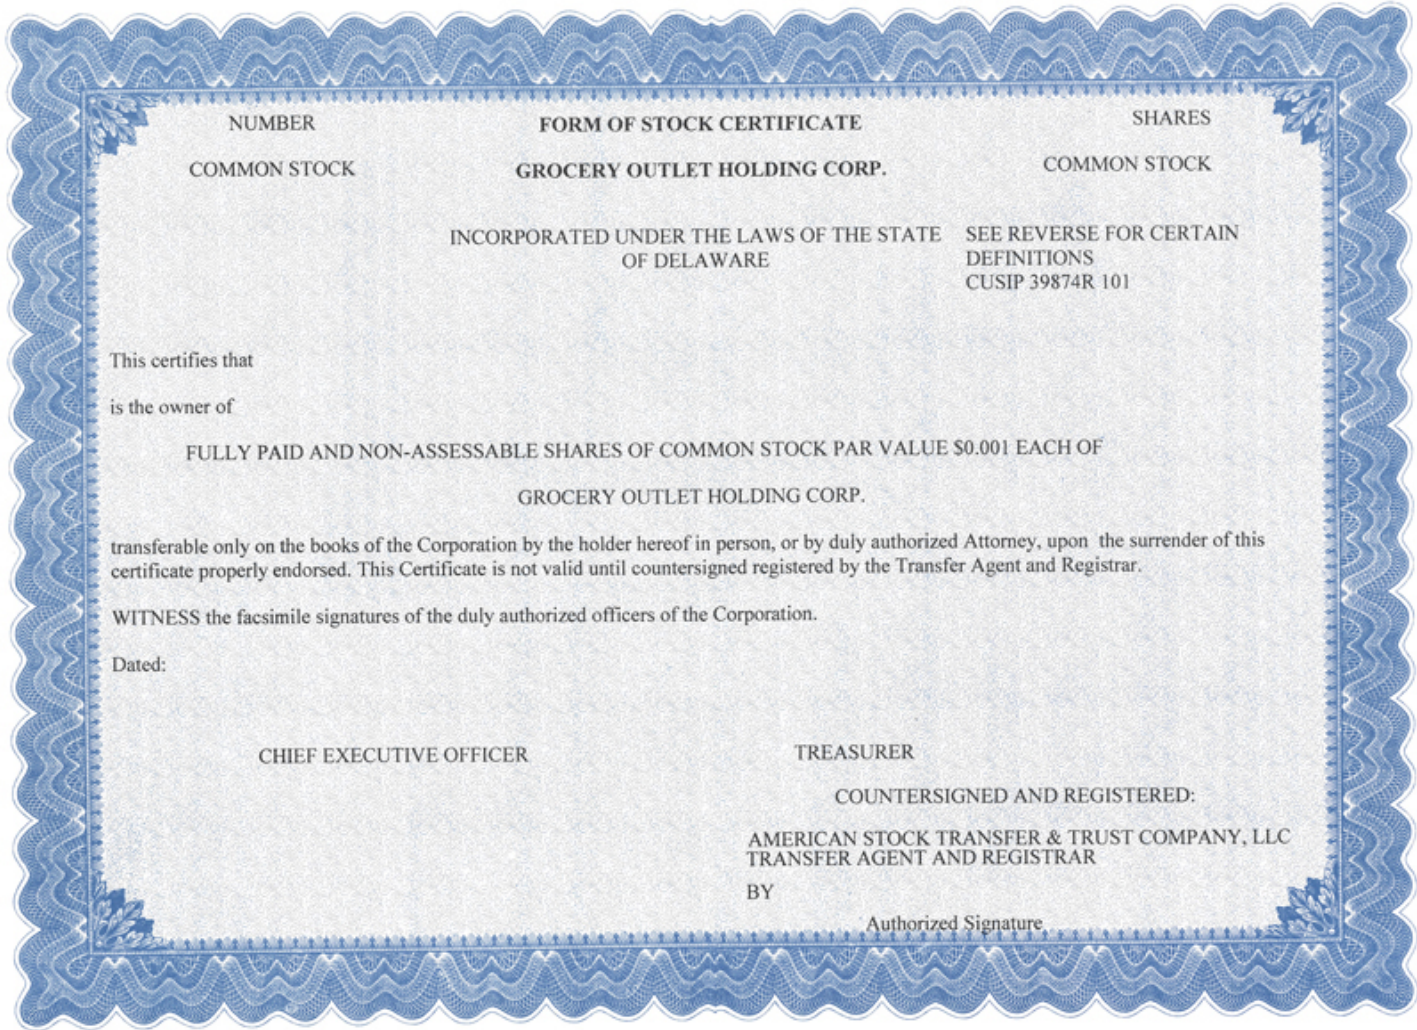 NUMBER
FORM OF STOCK CERTIFICATE
SHARES
COMMON STOCK
GROCERY OUTLET HOLDING CORP.
COMMON STOCK
INCORPORATED UNDER THE LAWS OF THE STATE
OF DELAWARE
SEE REVERSE FOR CERTAIN
DEFINITIONS
CUSIP 39874R 101
This certifies that
is the owner of
FULLY PAID AND NON-ASSESSABLE SHARES OF COMMON STOCK PAR VALUE $0.001 EACH OF
GROCERY OUTLET HOLDING CORP.
transferable only on the books of the Corporation by the holder hereof in person, or by duly authorized Attorney, upon the surrender of this
certificate properly endorsed. This Certificate is not valid until countersigned registered by the Transfer Agent and Registrar.
WITNESS the facsimile signatures of the duly authorized officers of the Corporation.
Dated:
CHIEF EXECUTIVE OFFICER
TREASURER
COUNTERSIGNED AND REGISTERED:
AMERICAN STOCK TRANSFER & TRUST COMPANY, LLC
TRANSFER AGENT AND REGISTRAR
BY
Authorized Signature